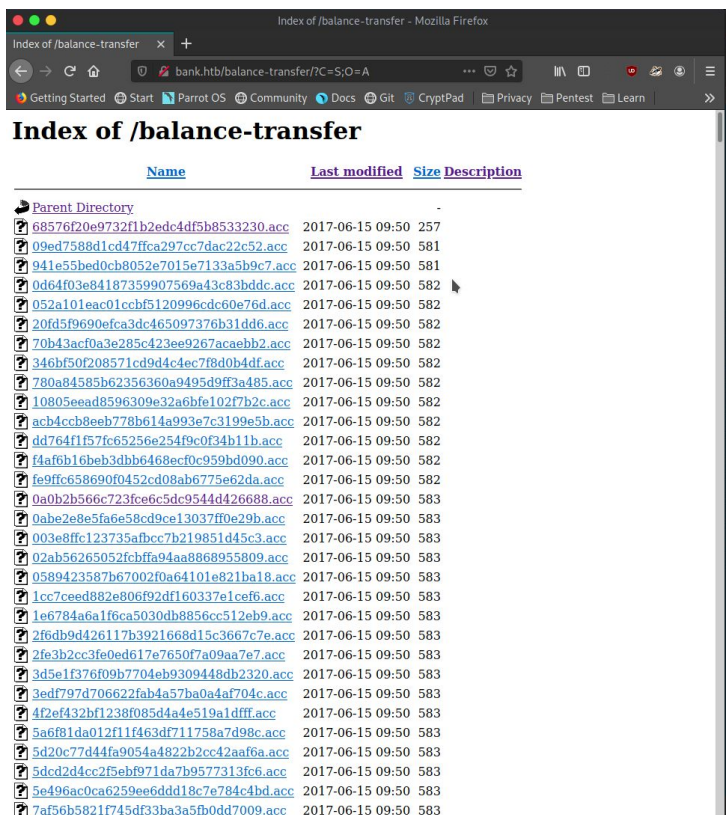 Index of /balance-transfer - Mozilla Firefox
Index of /balance-transfer × +
bank.htb/balance-transfer/?C=S;O=A
Getting Started Start Parrot OS Community Docs Git CryptPad Privacy Pentest Learn
Index of /balance-transfer
Name Last modified Size Description
Parent Directory -
68576f20e9732f1b2edc4df5b8533230.acc 2017-06-15 09:50 257
09ed7588d1cd47ffca297cc7dac22c52.acc 2017-06-15 09:50 581
941e55bed0cb8052e7015e7133a5b9c7.acc 2017-06-15 09:50 581
0d64f03e84187359907569a43c83bddc.acc 2017-06-15 09:50 582
052a101eac01ccbf5120996cdc60e76d.acc 2017-06-15 09:50 582
20fd5f9690efca3dc465097376b31dd6.acc 2017-06-15 09:50 582
70b43acf0a3e285c423ee9267acaebb2.acc 2017-06-15 09:50 582
346bf50f208571cd9d4c4ec7f8d0b4df.acc 2017-06-15 09:50 582
780a84585b62356360a9495d9ff3a485.acc 2017-06-15 09:50 582
10805eead8596309e32a6bfe102f7b2c.acc 2017-06-15 09:50 582
acb4ccb8eeb778b614a993e7c3199e5b.acc 2017-06-15 09:50 582
dd764f1f57fc65256e254f9c0f34b11b.acc 2017-06-15 09:50 582
f4af6b16beb3dbb6468ecf0c959bd090.acc 2017-06-15 09:50 582
fe9ffc658690f0452cd08ab6775e62da.acc 2017-06-15 09:50 582
0a0b2b566c723fce6c5dc9544d426688.acc 2017-06-15 09:50 583
0abe2e8e5fa6e58cd9ce13037ff0e29b.acc 2017-06-15 09:50 583
003e8ffc123735afbcc7b219851d45c3.acc 2017-06-15 09:50 583
02ab56265052fcbffa94aa8868955809.acc 2017-06-15 09:50 583
0589423587b67002f0a64101e821ba18.acc 2017-06-15 09:50 583
1cc7ceed882e806f92df160337e1cef6.acc 2017-06-15 09:50 583
1e6784a6a1f6ca5030db8856cc512eb9.acc 2017-06-15 09:50 583
2f6db9d426117b3921668d15c3667c7e.acc 2017-06-15 09:50 583
2fe3b2cc3fe0ed617e7650f7a09aa7e7.acc 2017-06-15 09:50 583
3d5e1f376f09b7704eb9309448db2320.acc 2017-06-15 09:50 583
3edf797d706622fab4a57ba0a4af704c.acc 2017-06-15 09:50 583
4f2ef432bf1238f085d4a4e519a1dfff.acc 2017-06-15 09:50 583
5a6f81da012f11f463df711758a7d98c.acc 2017-06-15 09:50 583
5d20c77d44fa9054a4822b2cc42aaf6a.acc 2017-06-15 09:50 583
5dcd2d4cc2f5ebf971da7b9577313fc6.acc 2017-06-15 09:50 583
5e496ac0ca6259ee6ddd18c7e784c4bd.acc 2017-06-15 09:50 583
7af56b5821f745df33ba3a5fb0dd7009.acc 2017-06-15 09:50 583